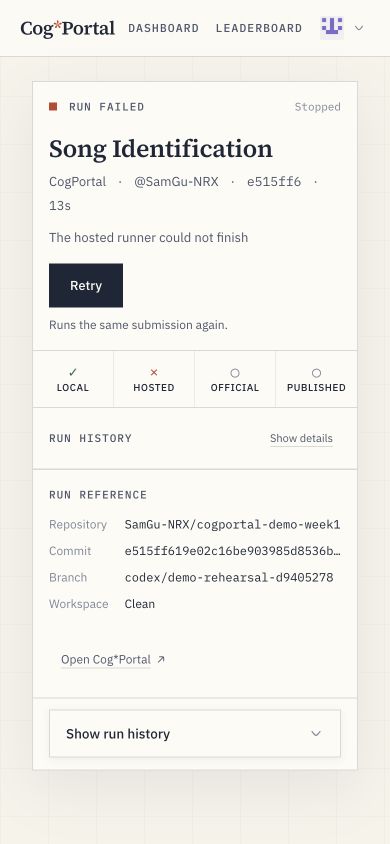 Cog*Portal DASHBOARD LEADERBOARD
RUN FAILED Stopped
Song Identification
CogPortal · @SamGu-NRX · e515ff6 ·
13s
The hosted runner could not finish
Retry
Runs the same submission again.
LOCAL HOSTED OFFICIAL PUBLISHED
RUN HISTORY Show details
RUN REFERENCE
Repository SamGu-NRX/cogportal-demo-week1
Commit e515ff619e02c16be903985d8536b…
Branch codex/demo-rehearsal-d9405278
Workspace Clean
Open Cog*Portal ↗
Show run history